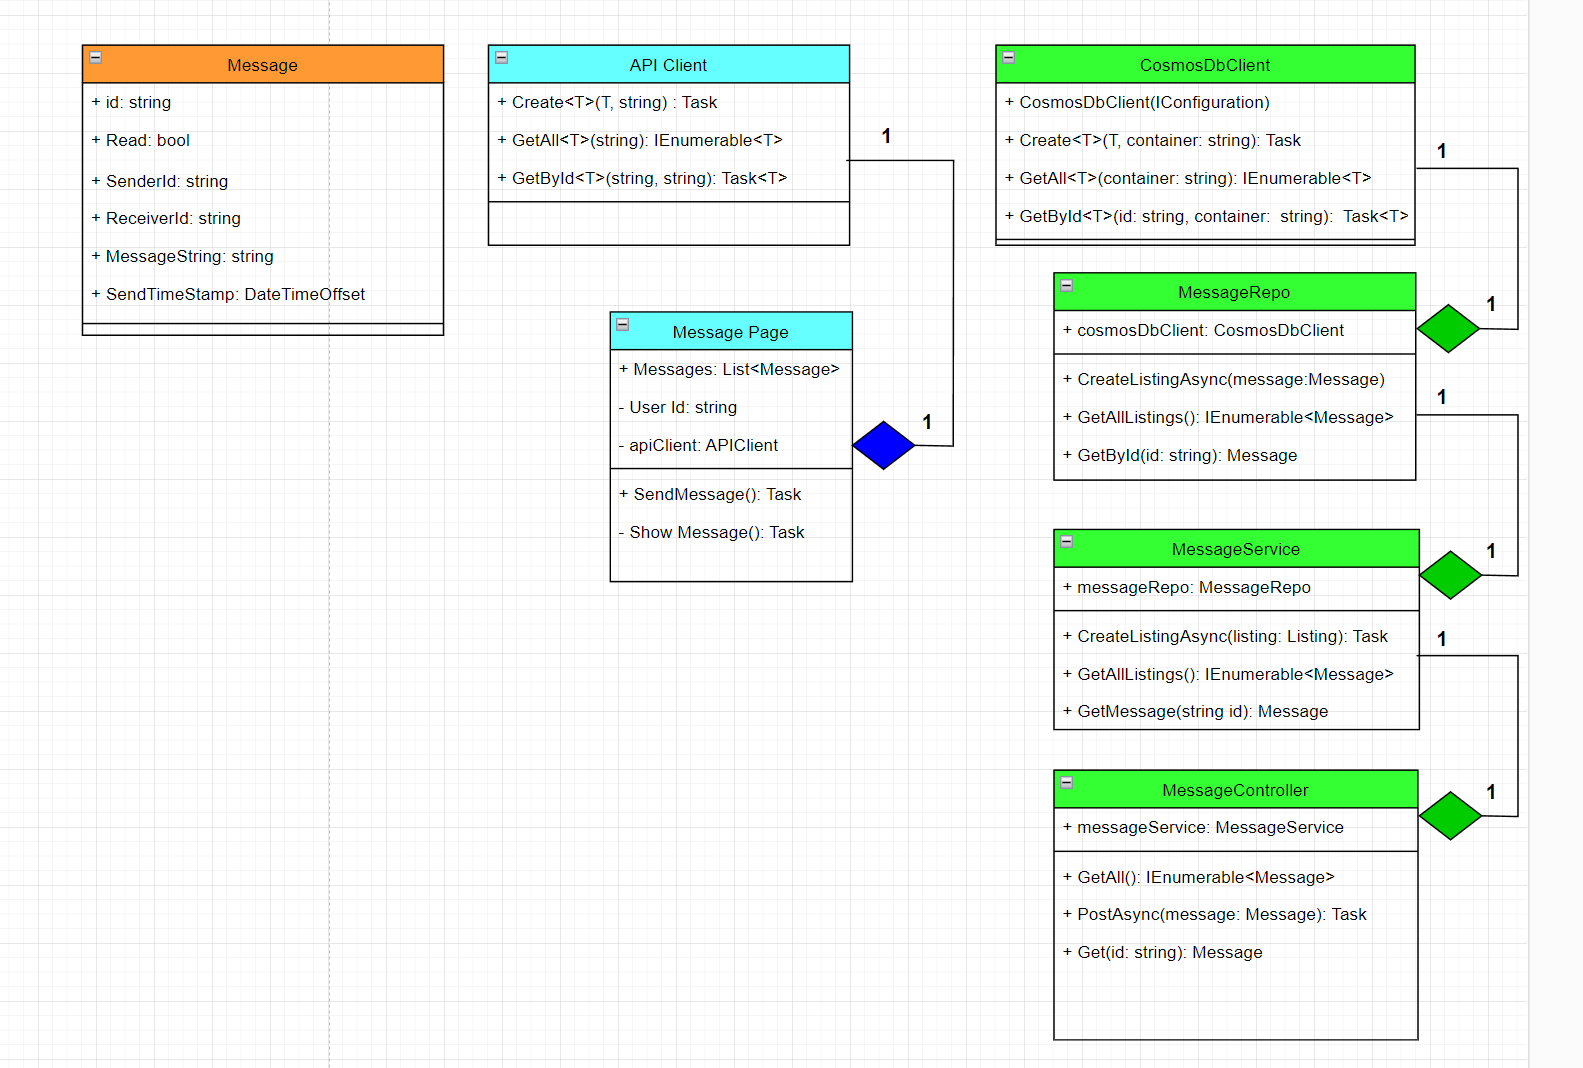 Message
+ id: string
+ Read: bool
+ SenderId: string
+ ReceiverId: string
+ MessageString: string
+ SendTimeStamp: DateTimeOffset
API Client
+ Create<T>(T, string) : Task
+ GetAll<T>(string): IEnumerable<T>
+ GetById<T>(string, string): Task<T>
1
Message Page
+ Messages: List<Message>
- User Id: string
- apiClient: APIClient
1
+ SendMessage(): Task
- Show Message(): Task
CosmosDbClient
+ CosmosDbClient(IConfiguration)
+ Create<T>(T, container: string): Task
+ GetAll<T>(container: string): IEnumerable<T>
+ GetById<T>(id: string, container:  string):  Task<T>
1
MessageRepo
1
+ cosmosDbClient: CosmosDbClient
+ CreateListingAsync(message:Message)
+ GetAllListings(): IEnumerable<Message>
+ GetById(id: string): Message
1
MessageService
1
+ messageRepo: MessageRepo
+ CreateListingAsync(listing: Listing): Task
+ GetAllListings(): IEnumerable<Message>
+ GetMessage(string id): Message
1
MessageController
1
+ messageService: MessageService
+ GetAll(): IEnumerable<Message>
+ PostAsync(message: Message): Task
+ Get(id: string): Message